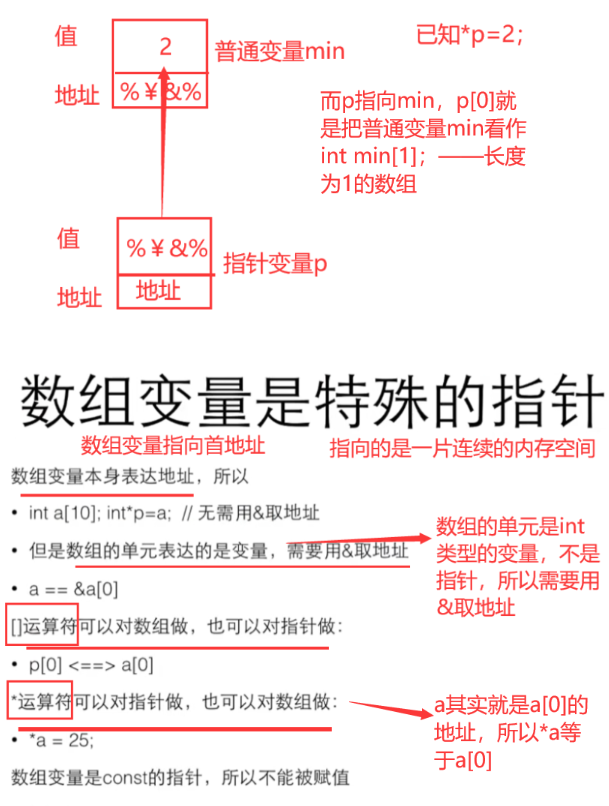 值
2
普通变量min
已知*p=2；
地址
%￥&%
而p指向min，p[0]就
是把普通变量min看作
int min[1]；——长度
为1的数组
值
%￥&%
指针变量p
地址
地址
数组变量是特殊的指针
数组变量指向首地址
指向的是一片连续的内存空间
数组变量本身表达地址，所以
• int a[10]; int*p=a; // 无需用&取地址
• 但是数组的单元表达的是变量，需要用&取地址
数组的单元是int
类型的变量，不是
指针，所以需要用
&取地址
• a == &a[0]
[]运算符可以对数组做，也可以对指针做：
• p[0] <==> a[0]
*运算符可以对指针做，也可以对数组做：
a其实就是a[0]的
地址，所以*a等
于a[0]
• *a = 25;
数组变量是const的指针，所以不能被赋值